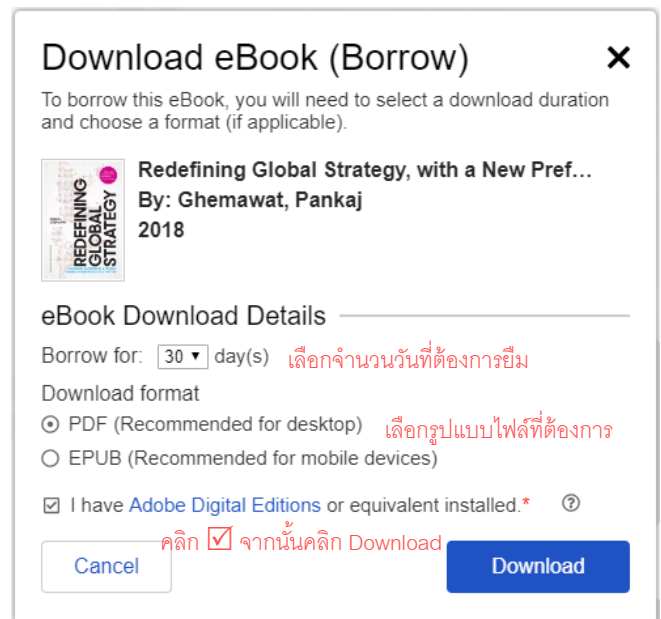 Download eBook (Borrow)
To borrow this eBook, you will need to select a download duration
and choose a format (if applicable).
REDEFINING
GLOBAL
STRATEGY
Redefining Global Strategy, with a New Pref...
By: Ghemawat, Pankaj
2018
eBook Download Details
Borrow for: 30 day(s) เลือกจำนวนวันที่ต้องการยืม
Download format
PDF (Recommended for desktop) เลือกรูปแบบไฟล์ที่ต้องการ
EPUB (Recommended for mobile devices)
I have Adobe Digital Editions or equivalent installed.*
คลิก ☑ จากนั้นคลิก Download
Cancel Download